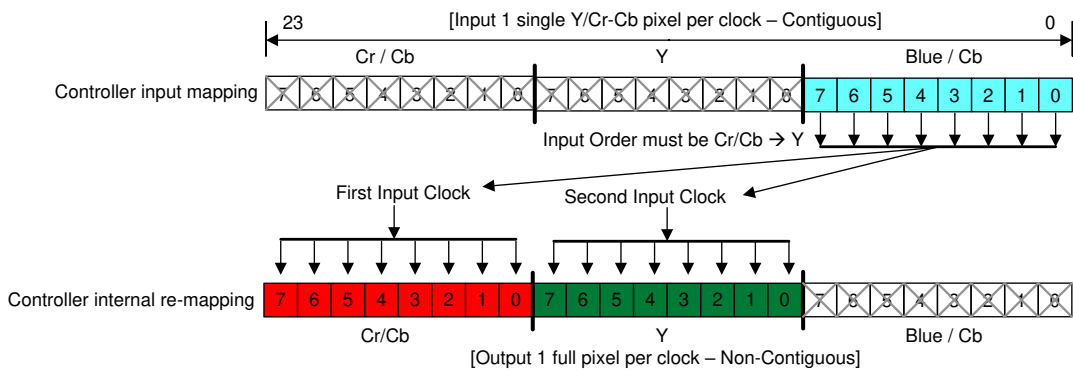 23 [Input 1 single Y/Cr-Cb pixel per clock – Contiguous] 0
Cr / Cb Y Blue / Cb
Controller input mapping 7 6 5 4 3 2 1 0 7 6 5 4 3 2 1 0 7 6 5 4 3 2 1 0
Input Order must be Cr/Cb → Y
First Input Clock Second Input Clock
Controller internal re-mapping 7 6 5 4 3 2 1 0 7 6 5 4 3 2 1 0 7 6 5 4 3 2 1 0
Cr/Cb Y Blue / Cb
[Output 1 full pixel per clock – Non-Contiguous]